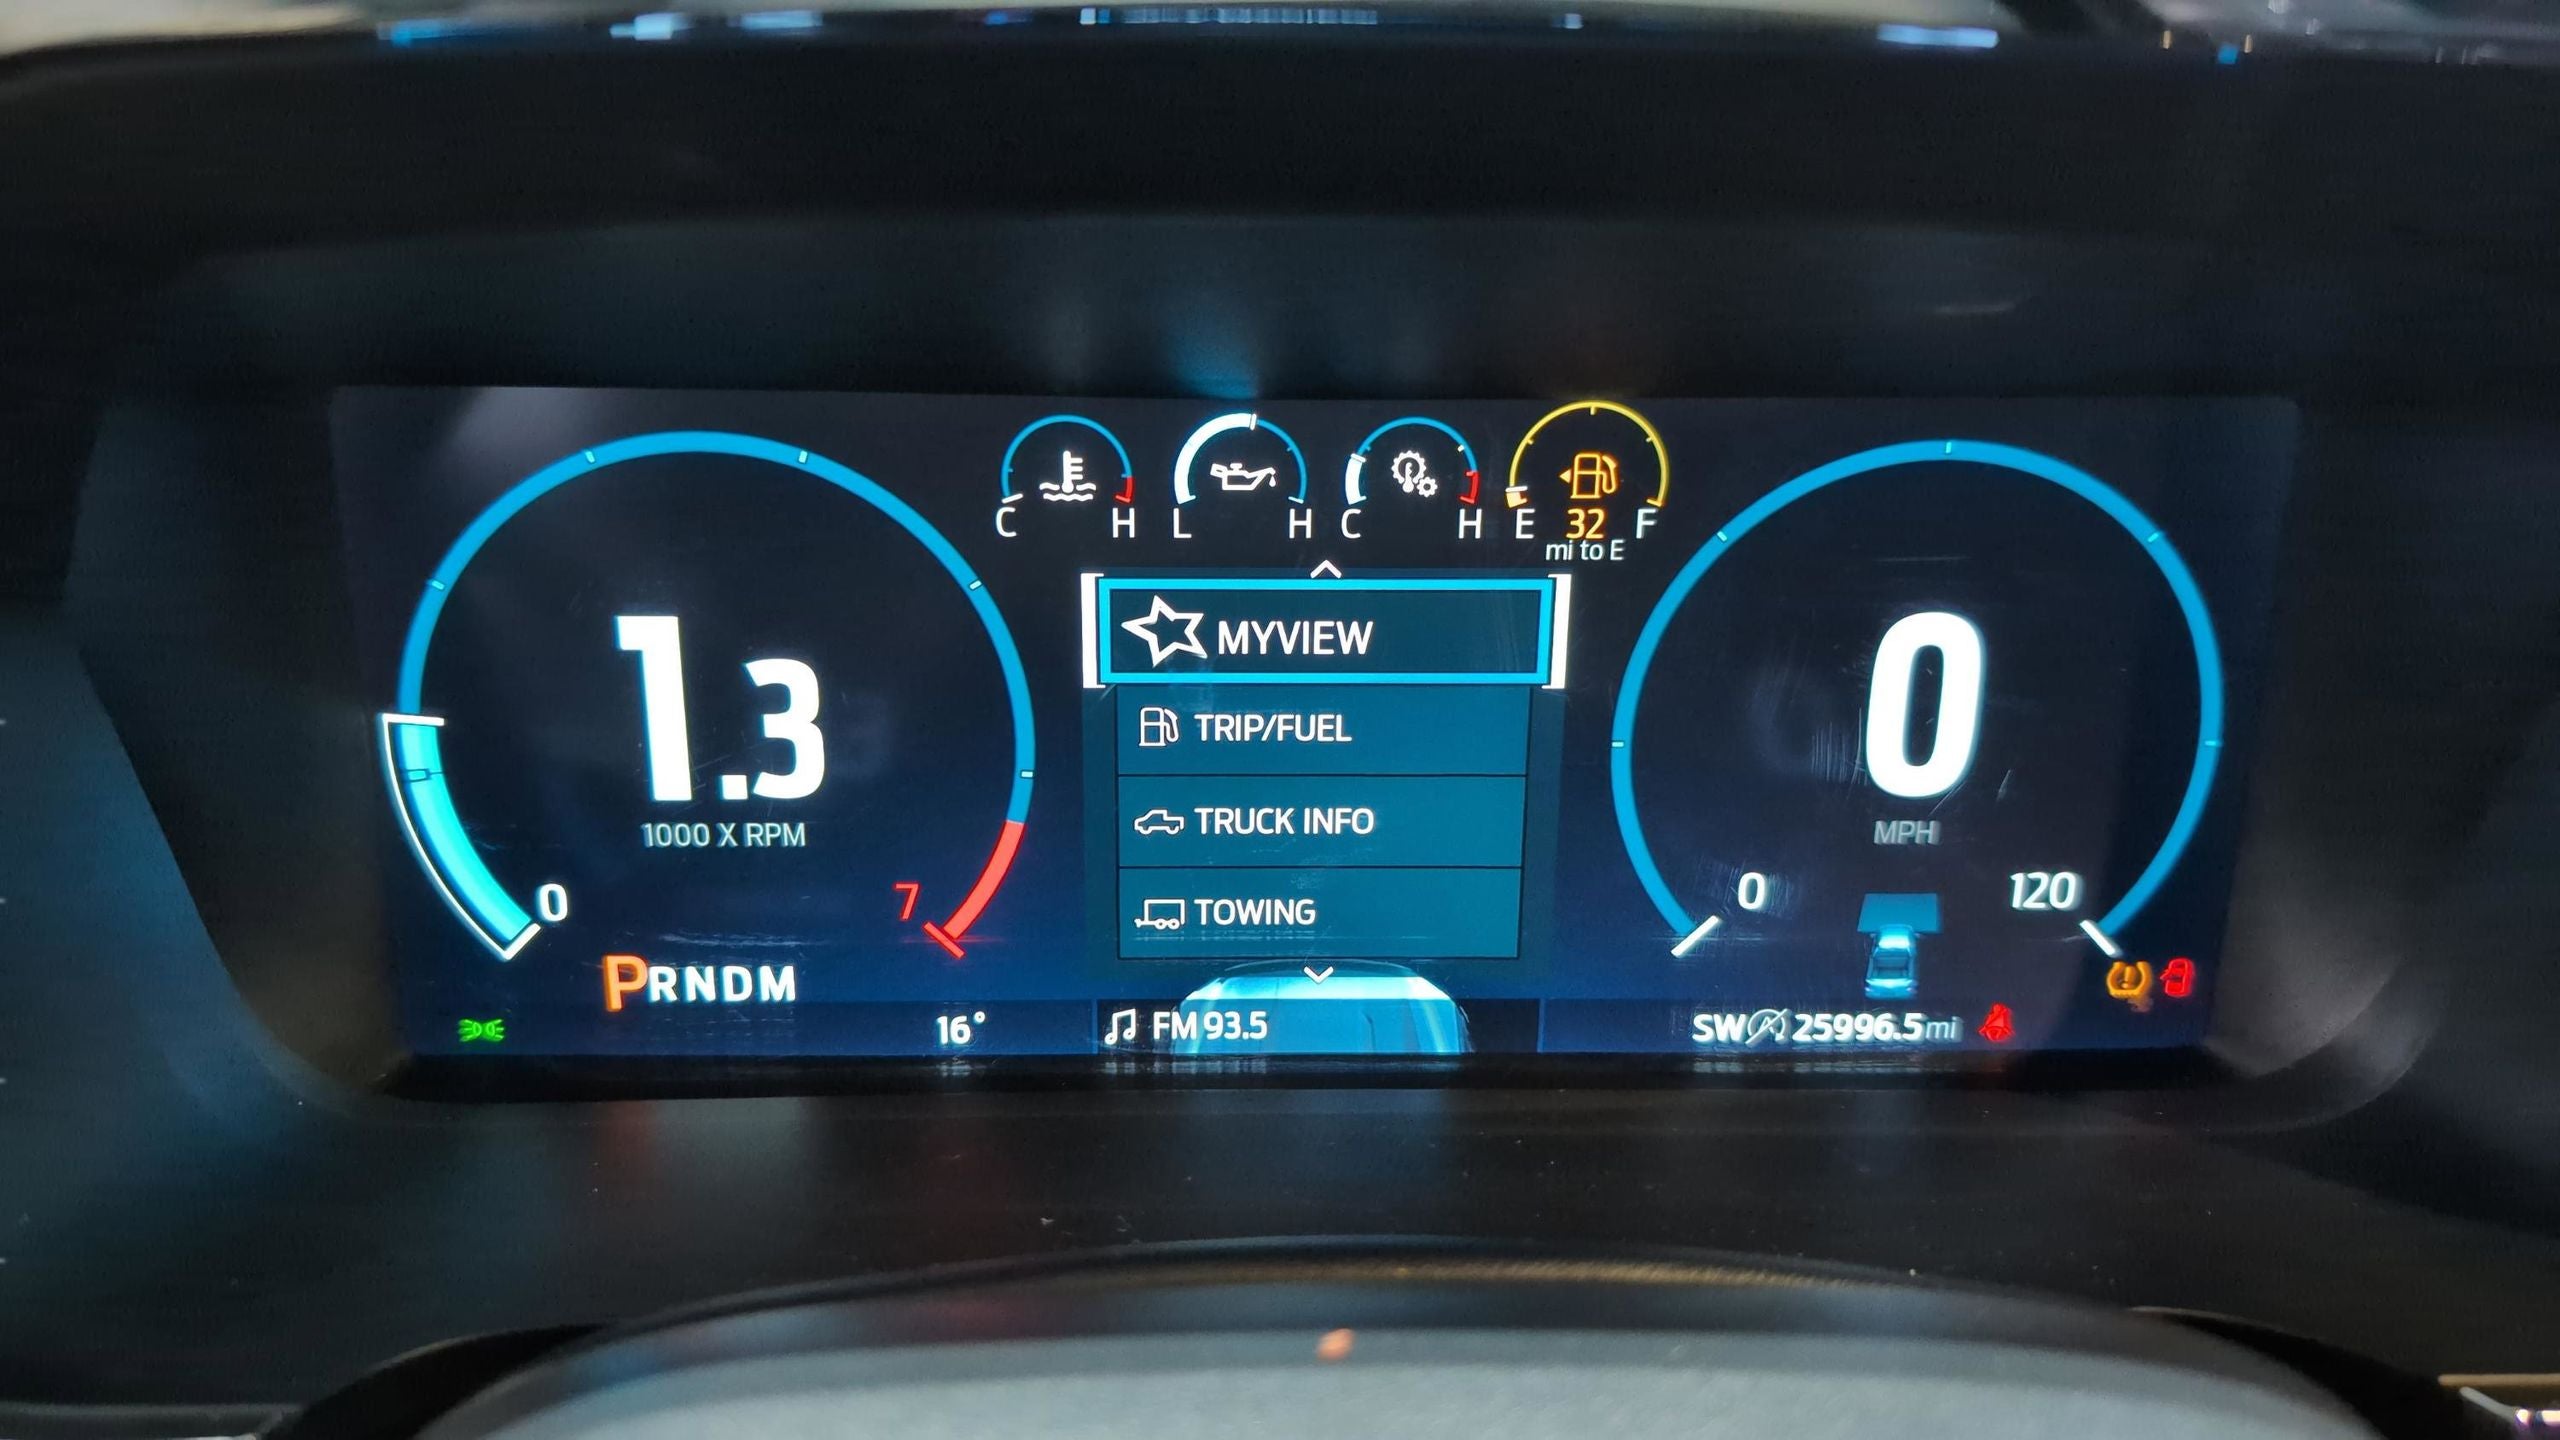 C H L H C H E 32 F
mi to E
MYVIEW
TRIP/FUEL
TRUCK INFO
TOWING
1.3
1000 X RPM
0 7
PRNDM
0
MPH
0 120
16°
FM 93.5
SW 25996.5mi